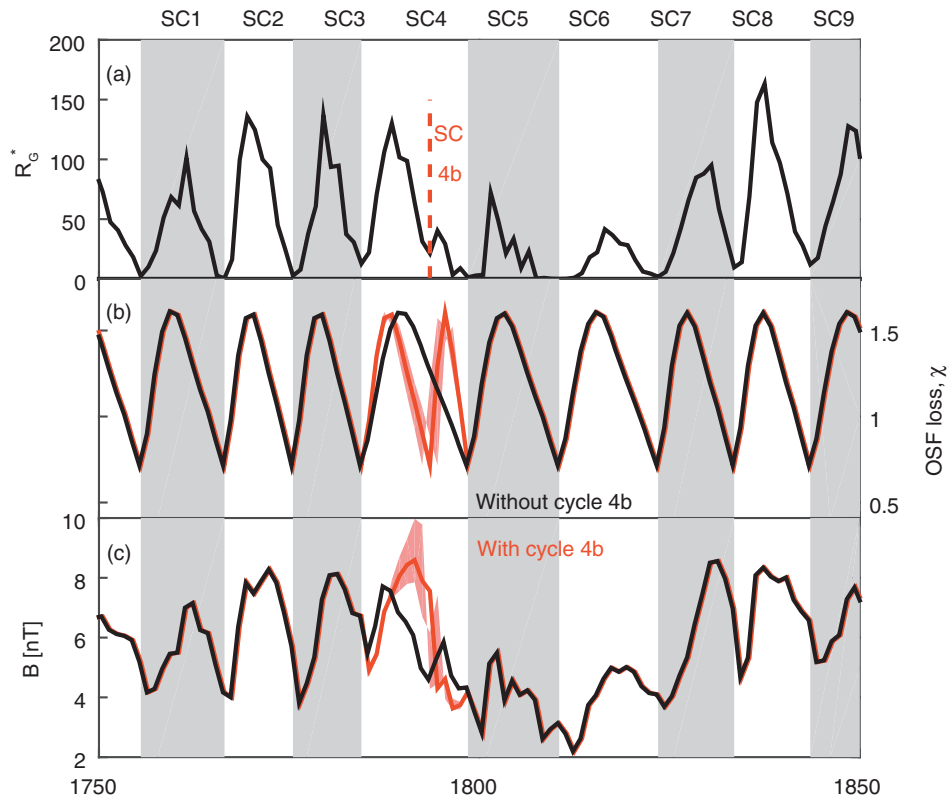 SC1 SC2 SC3 SC4 SC5 SC6 SC7 SC8 SC9
200
(a)
150
SC
100
4b
50
0
R_G*
(b)
1.5
1
0.5
OSF loss, χ
Without cycle 4b
10
(c)
With cycle 4b
8
6
4
2
B [nT]
1750 1800 1850